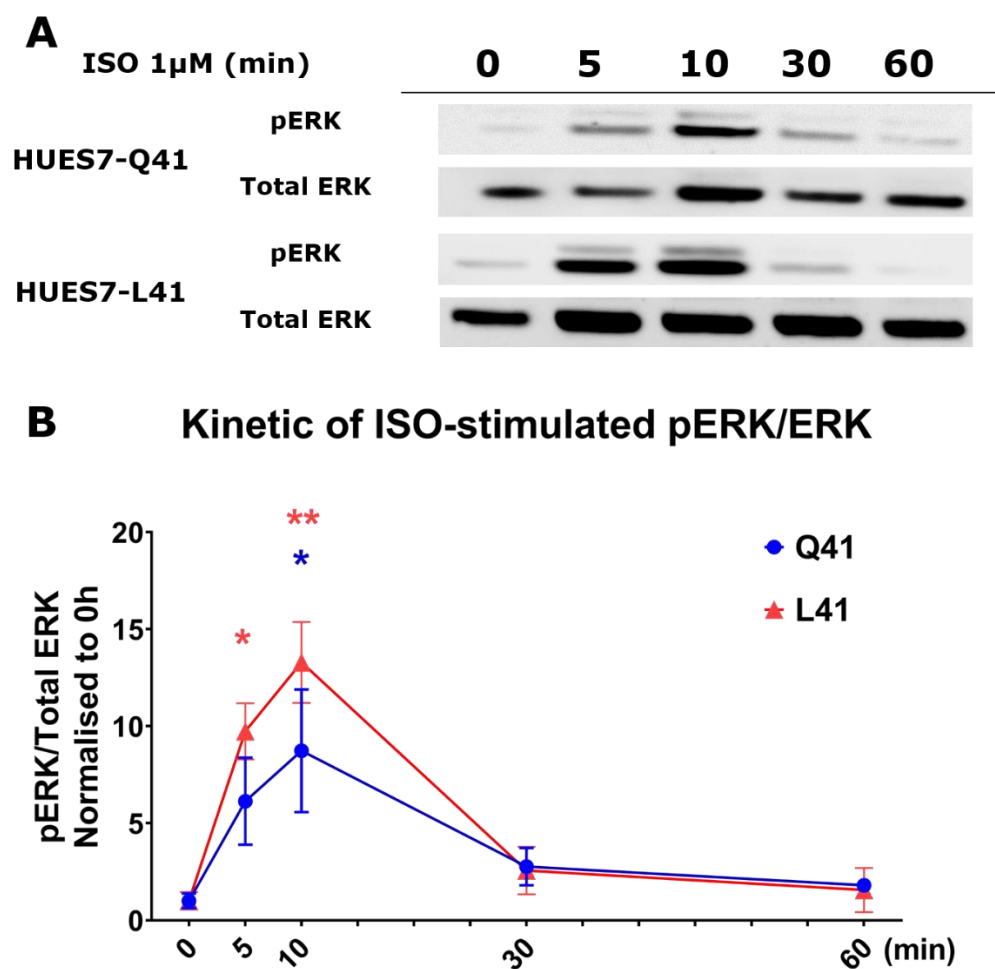 A
ISO 1µM (min) 0 5 10 30 60
pERK
HUES7-Q41
Total ERK
pERK
HUES7-L41
Total ERK
B Kinetic of ISO-stimulated pERK/ERK
pERK/Total ERK
Normalised to 0h
20
15
10
5
0
**
*
*
Q41
L41
0 5 10 30 60 (min)